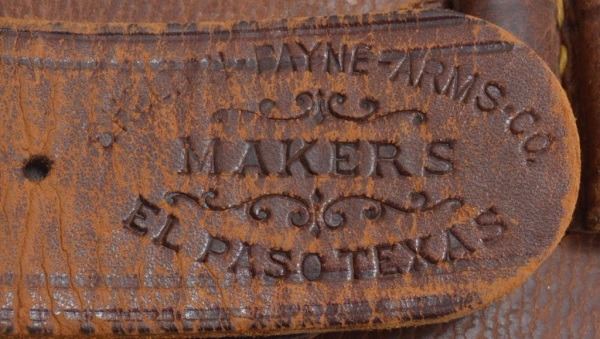 PAYNE-ARMS-CO.
MAKERS
EL PASO TEXAS